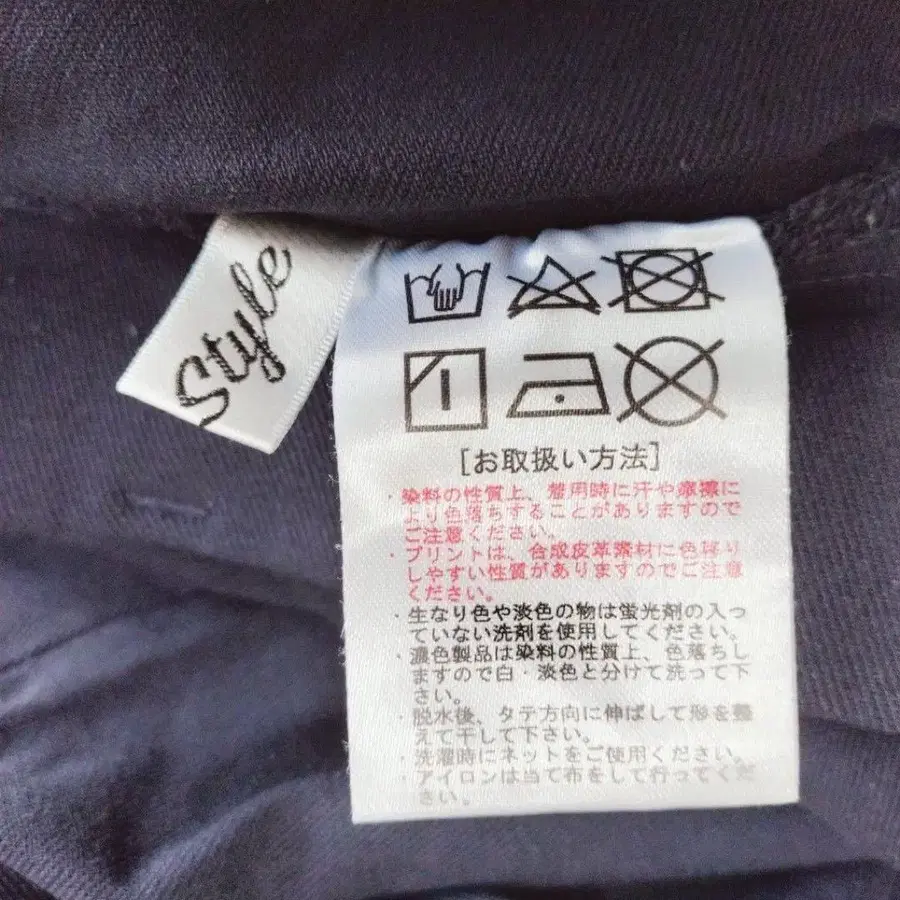 Style
[お取扱い方法]
・染料の性質上、着用時に汗や摩擦に
より色落ちすることがありますので
ご注意ください。
・プリントは、合成皮革素材に色移り
しやすい性質がありますのでご注意
ください。
・生なり色や淡色の物は蛍光剤の入っ
ていない洗剤を使用してください。
・濃色製品は染料の性質上、色落ちし
ますので白・淡色と分けて洗って下
さい。
・脱水後、タテ方向に伸ばして形を整
えて干して下さい。
・洗濯時にネットをご使用ください。
・アイロンは当て布をして行ってくだ
さい。